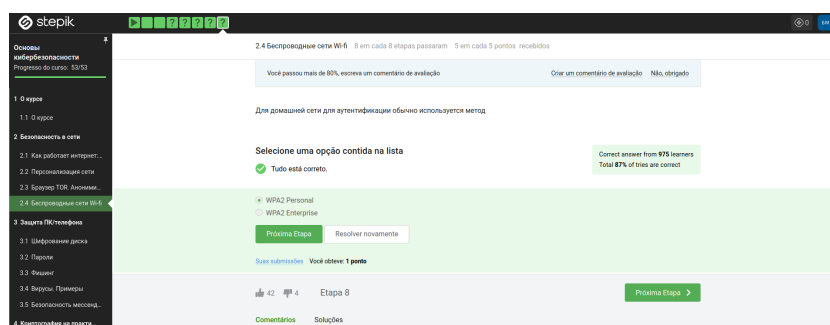 stepik
0
БМ
Основы
кибербезопасности
Progresso do curso: 53/53
1 О курсе
1.1 О курсе
2 Безопасность в сети
2.1 Как работает интернет:...
2.2 Персонализация сети
2.3 Браузер TOR. Анонимн...
2.4 Беспроводные сети Wi-fi
3 Защита ПК/телефона
3.1 Шифрование диска
3.2 Пароли
3.3 Фишинг
3.4 Вирусы. Примеры
3.5 Безопасность мессенд...
4 Криптография на практи...
2.4 Беспроводные сети Wi-fi 8 em cada 8 etapas passaram 5 em cada 5 pontos recebidos
Você passou mais de 80%, escreva um comentário de avaliação
Criar um comentário de avaliação Não, obrigado
Для домашней сети для аутентификации обычно используется метод
Selecione uma opção contida na lista
Tudo está correto.
Correct answer from 975 learners
Total 87% of tries are correct
WPA2 Personal
WPA2 Enterprise
Próxima Etapa Resolver novamente
Suas submissões Você obteve: 1 ponto
42 4 Etapa 8 Próxima Etapa
Comentários Soluções